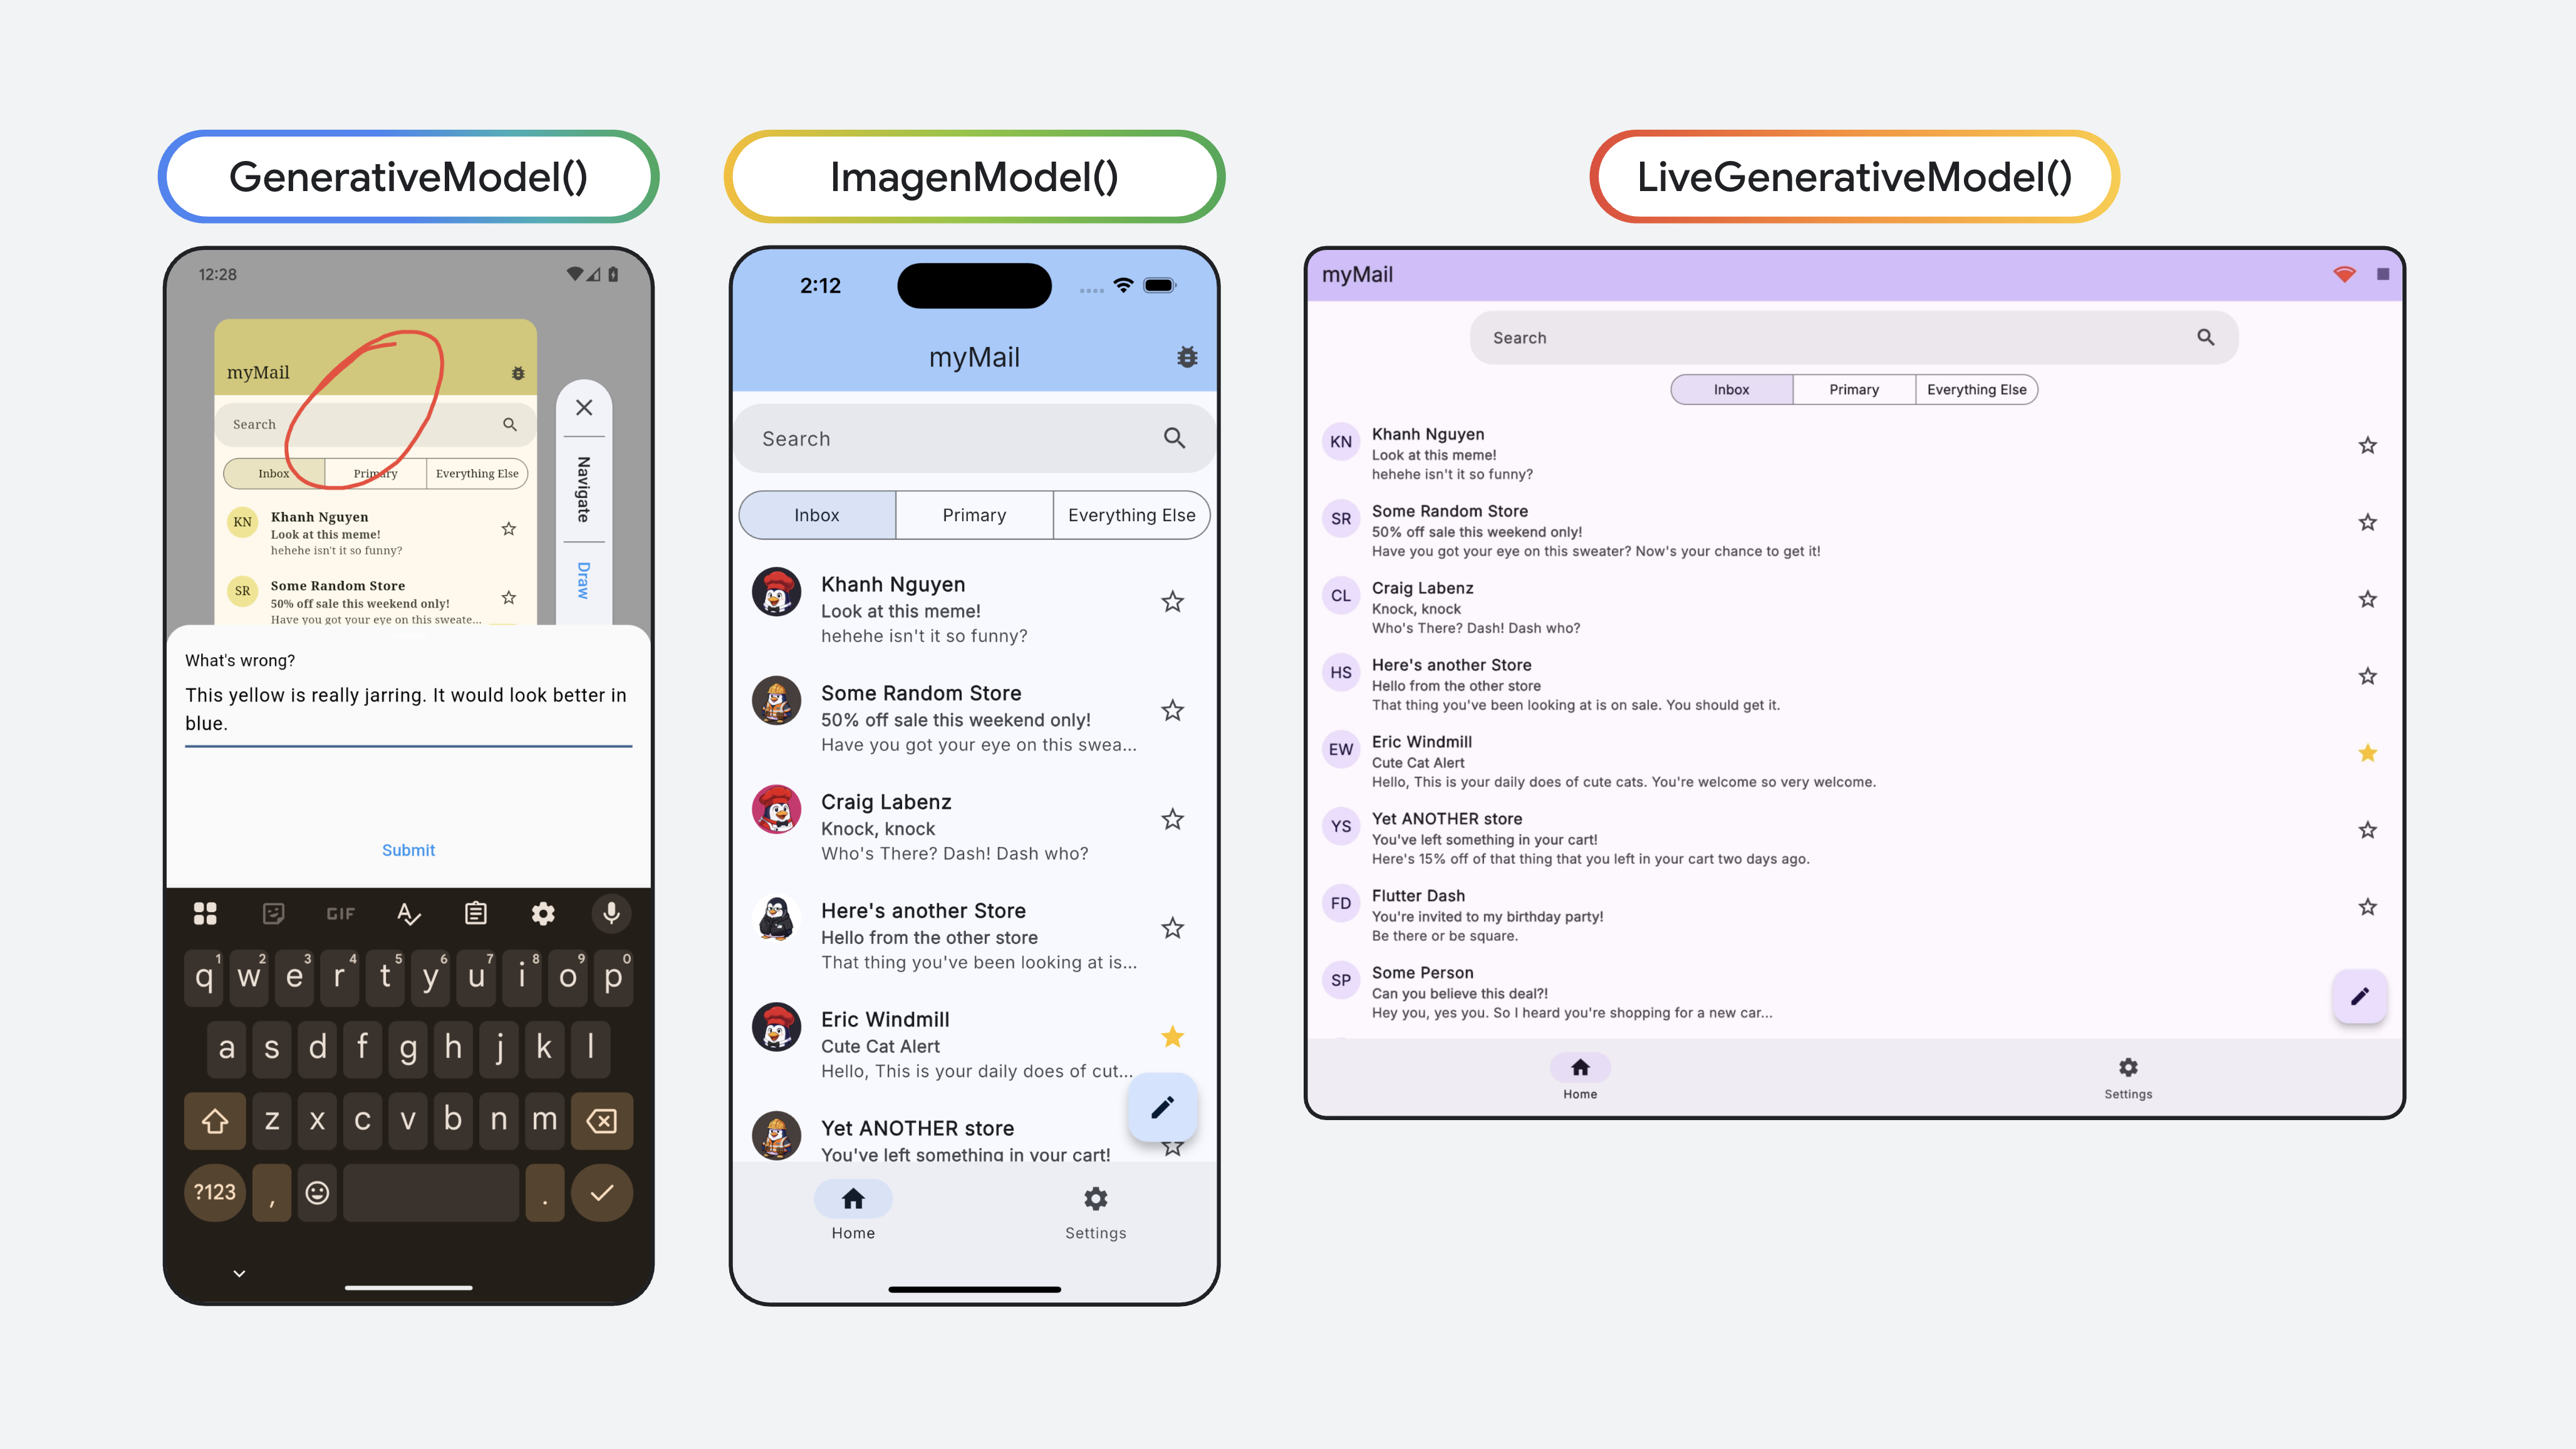 GenerativeModel()
12:28
myMail
Search
Inbox
Primary
Everything Else
KN
Khanh Nguyen
Look at this meme!
hehehe isn't it so funny?
SR
Some Random Store
50% off sale this weekend only!
Have you got your eye on this sweate...
Navigate
Draw
What's wrong?
This yellow is really jarring. It would look better in
blue.
Submit
GIF
q1 w2 e3 r4 t5 y6 u7 i8 o9 p0
a s d f g h j k l
z x c v b n m
?123 , .
ImagenModel()
2:12
myMail
Search
Inbox
Primary
Everything Else
Khanh Nguyen
Look at this meme!
hehehe isn't it so funny?
Some Random Store
50% off sale this weekend only!
Have you got your eye on this swea...
Craig Labenz
Knock, knock
Who's There? Dash! Dash who?
Here's another Store
Hello from the other store
That thing you've been looking at is...
Eric Windmill
Cute Cat Alert
Hello, This is your daily does of cut...
Yet ANOTHER store
You've left something in your cart!
Home
Settings
LiveGenerativeModel()
myMail
Search
Inbox
Primary
Everything Else
KN
Khanh Nguyen
Look at this meme!
hehehe isn't it so funny?
SR
Some Random Store
50% off sale this weekend only!
Have you got your eye on this sweater? Now's your chance to get it!
CL
Craig Labenz
Knock, knock
Who's There? Dash! Dash who?
HS
Here's another Store
Hello from the other store
That thing you've been looking at is on sale. You should get it.
EW
Eric Windmill
Cute Cat Alert
Hello, This is your daily does of cute cats. You're welcome so very welcome.
YS
Yet ANOTHER store
You've left something in your cart!
Here's 15% off of that thing that you left in your cart two days ago.
FD
Flutter Dash
You're invited to my birthday party!
Be there or be square.
SP
Some Person
Can you believe this deal?!
Hey you, yes you. So I heard you're shopping for a new car...
Home
Settings